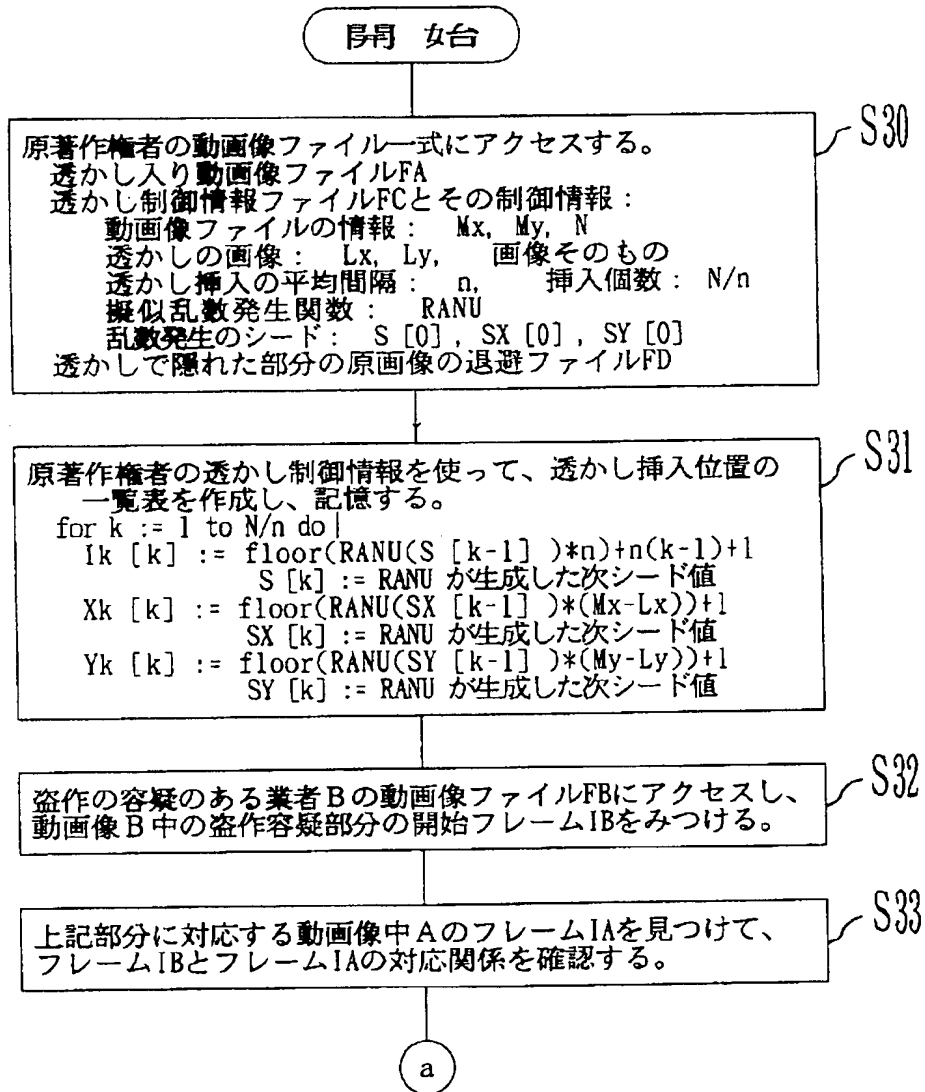 開 始
S30
原著作権者の動画像ファイル一式にアクセスする。
透かし入り動画像ファイルFA
透かし制御情報ファイルFCとその制御情報：
動画像ファイルの情報： Mx, My, N
透かしの画像： Lx, Ly, 画像そのもの
透かし挿入の平均間隔： n, 挿入個数： N/n
擬似乱数発生関数： RANU
乱数発生のシード： S [0] , SX [0] , SY [0]
透かしで隠れた部分の原画像の退避ファイルFD
S31
原著作権者の透かし制御情報を使って、透かし挿入位置の
一覧表を作成し、記憶する。
for k := 1 to N/n do|
Ik [k] := floor(RANU(S [k-1] )*n)+n(k-1)+1
S [k] := RANU が生成した次シード値
Xk [k] := floor(RANU(SX [k-1] )*(Mx-Lx))+1
SX [k] := RANU が生成した次シード値
Yk [k] := floor(RANU(SY [k-1] )*(My-Ly))+1
SY [k] := RANU が生成した次シード値
S32
盗作の容疑のある業者Bの動画像ファイルFBにアクセスし、
動画像B中の盗作容疑部分の開始フレームIBをみつける。
S33
上記部分に対応する動画像中AのフレームIAを見つけて、
フレームIBとフレームIAの対応関係を確認する。
a